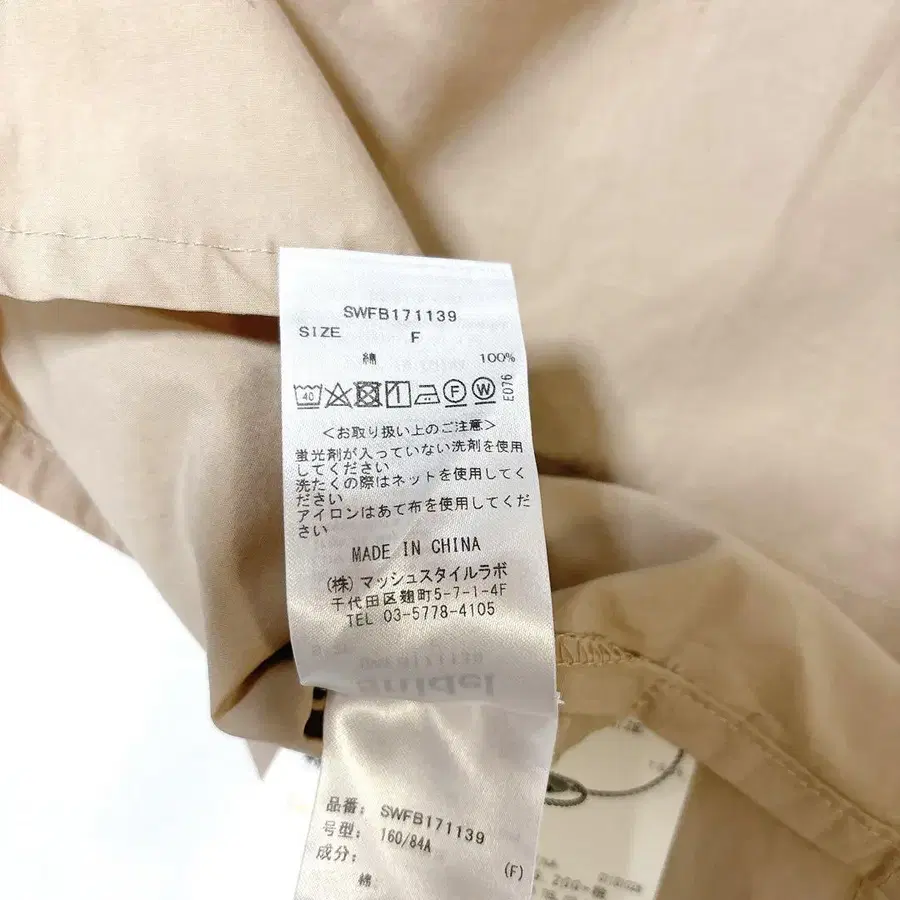 SWFB171139
SIZE F
綿 100%
40 F W
E076
<お取り扱い上のご注意>
蛍光剤が入っていない洗剤を使用
してください
洗たくの際はネットを使用してく
ださい
アイロンはあて布を使用してくだ
さい
MADE IN CHINA
(株) マッシュスタイルラボ
千代田区麹町5-7-1-4F
TEL 03-5778-4105
品番: SWFB171139
号型: 160/84A
成分: (F)
綿